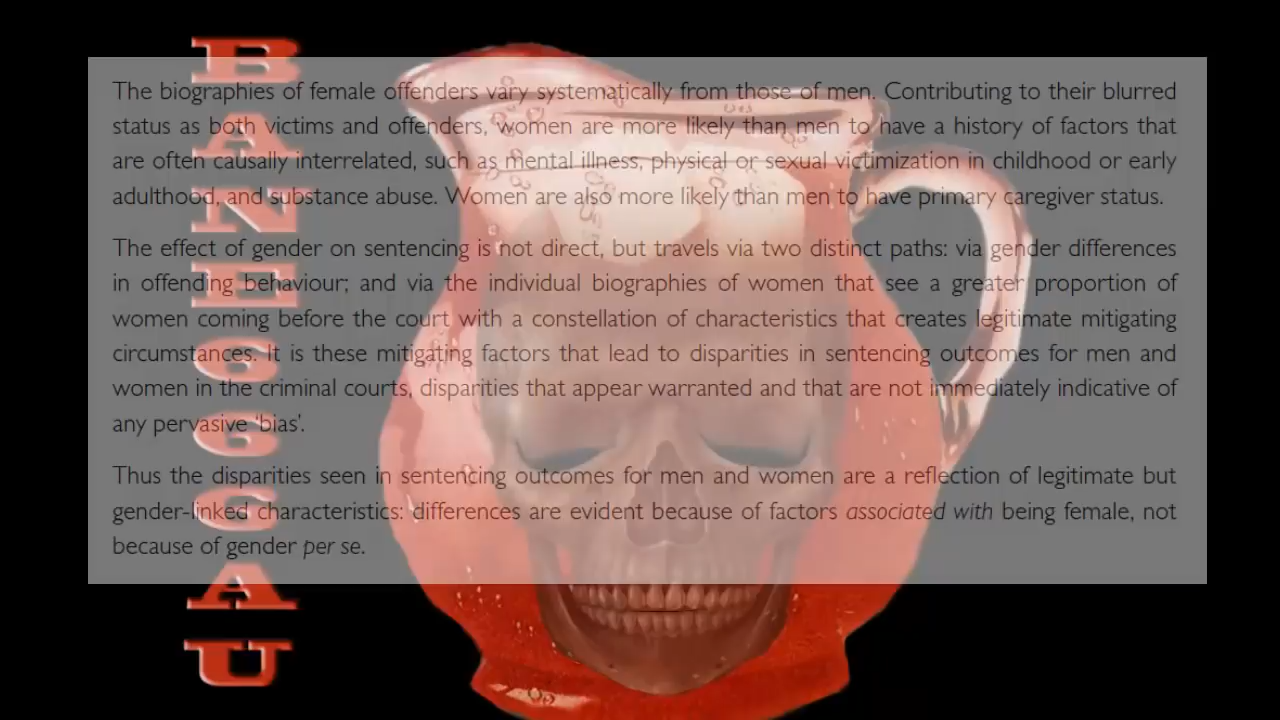 BANE666AU
The biographies of female offenders vary systematically from those of men. Contributing to their blurred
status as both victims and offenders, women are more likely than men to have a history of factors that
are often causally interrelated, such as mental illness, physical or sexual victimization in childhood or early
adulthood, and substance abuse. Women are also more likely than men to have primary caregiver status.
The effect of gender on sentencing is not direct, but travels via two distinct paths: via gender differences
in offending behaviour; and via the individual biographies of women that see a greater proportion of
women coming before the court with a constellation of characteristics that creates legitimate mitigating
circumstances. It is these mitigating factors that lead to disparities in sentencing outcomes for men and
women in the criminal courts, disparities that appear warranted and that are not immediately indicative of
any pervasive ‘bias’.
Thus the disparities seen in sentencing outcomes for men and women are a reflection of legitimate but
gender-linked characteristics: differences are evident because of factors associated with being female, not
because of gender per se.